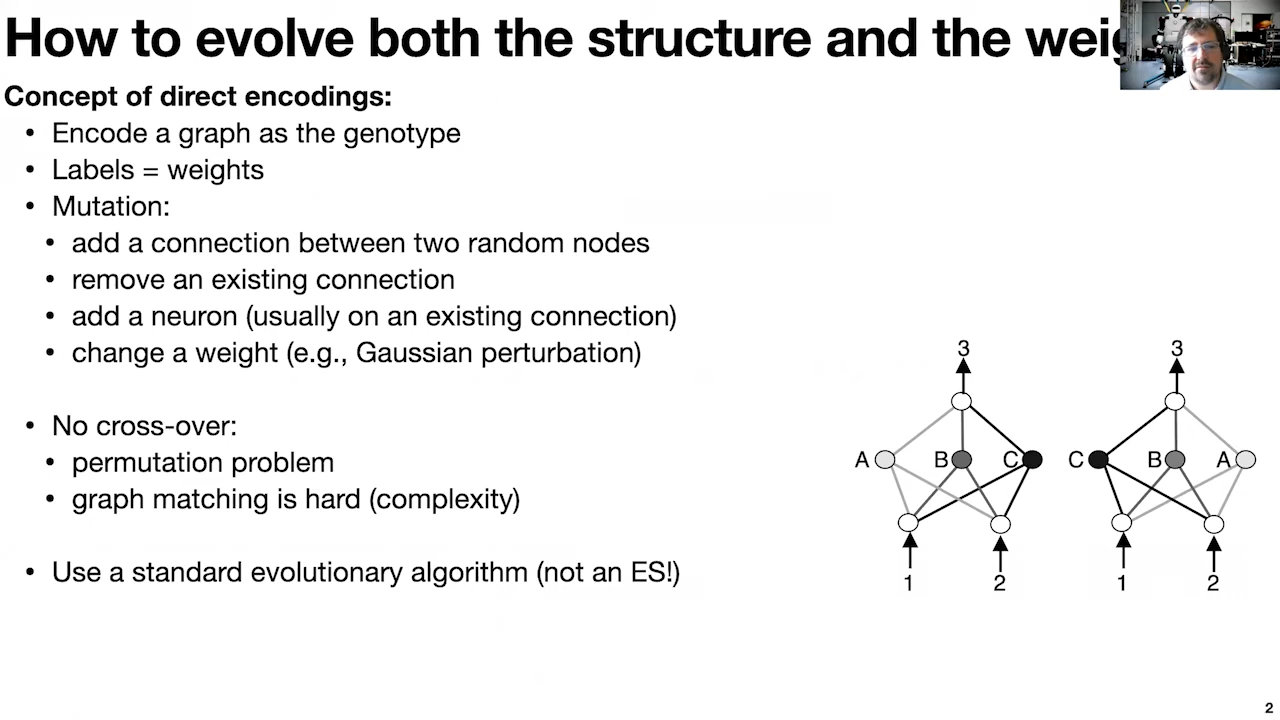 How to evolve both the structure and the
Concept of direct encodings:
• Encode a graph as the genotype
• Labels = weights
• Mutation:
• add a connection between two random nodes
• remove an existing connection
• add a neuron (usually on an existing connection)
• change a weight (e.g., Gaussian perturbation)
• No cross-over:
• permutation problem
• graph matching is hard (complexity)
• Use a standard evolutionary algorithm (not an ES!)
3 3
A B C C B A
1 2 1 2
2